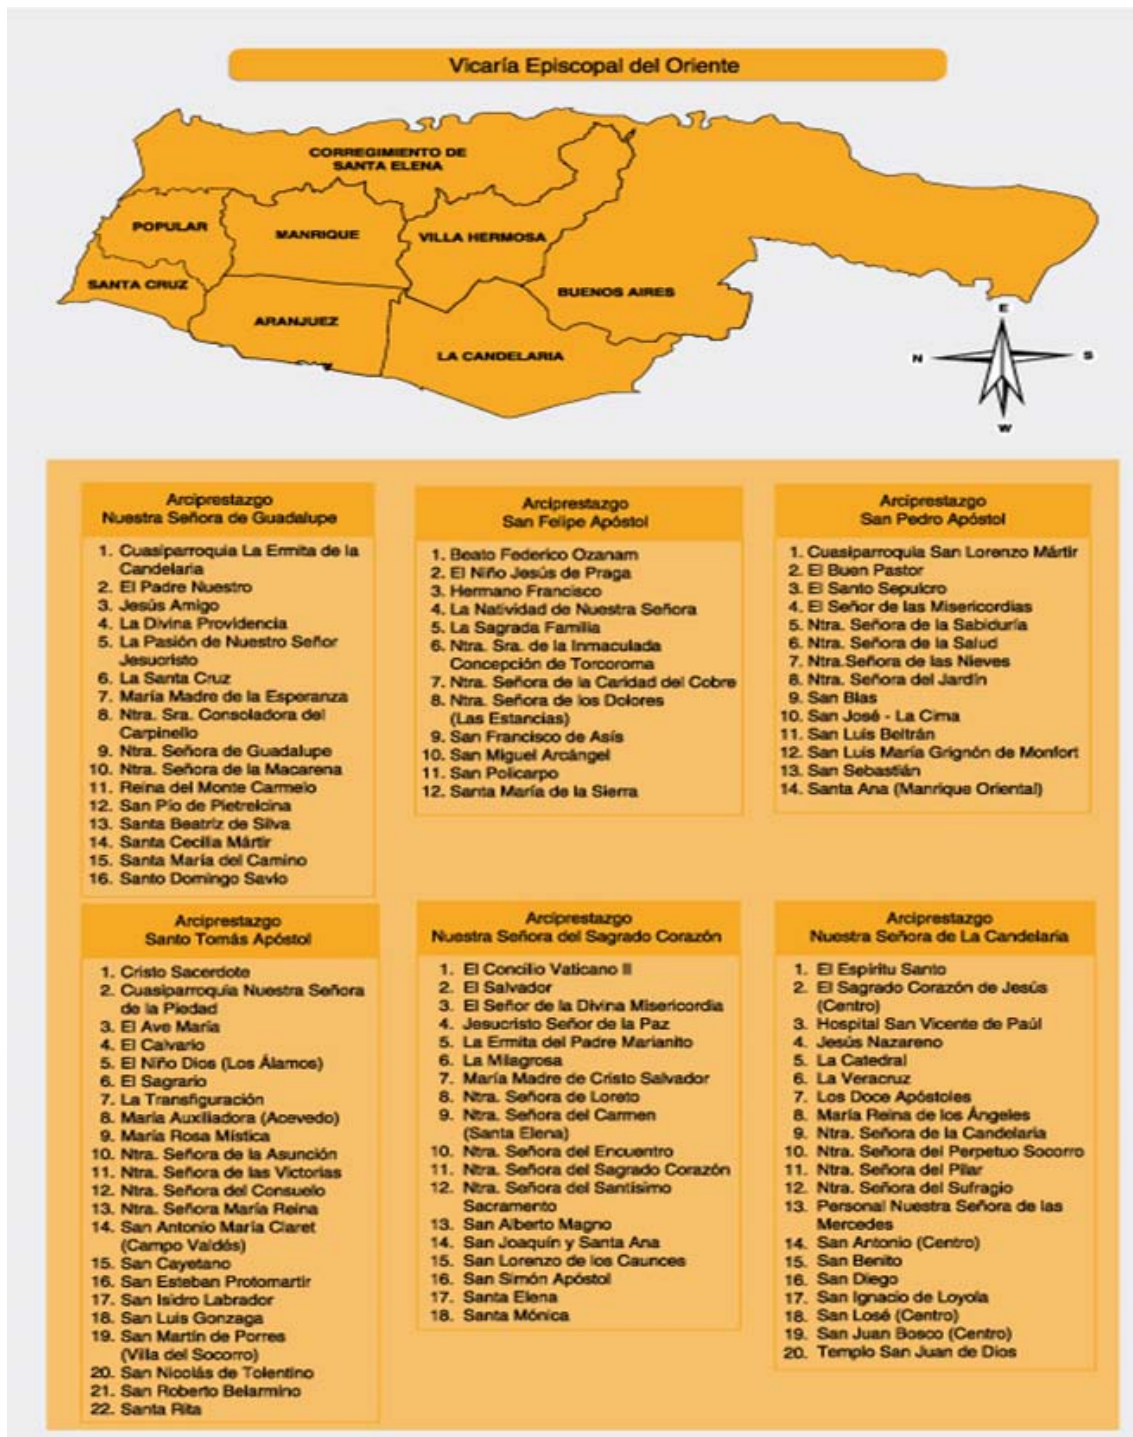 Vicaría Episcopal del Oriente
CORREGIMIENTO DE
SANTA ELENA
POPULAR
MANRIQUE
VILLA HERMOSA
SANTA CRUZ
BUENOS AIRES
ARANJUEZ
LA CANDELARIA
E
N
S
W
Arciprestazgo
Nuestra Señora de Guadalupe
1. Cuasiparroquia La Ermita de la
Candelaria
2. El Padre Nuestro
3. Jesús Amigo
4. La Divina Providencia
5. La Pasión de Nuestro Señor
Jesucristo
6. La Santa Cruz
7. María Madre de la Esperanza
8. Ntra. Sra. Consoladora del
Carpinello
9. Ntra. Señora de Guadalupe
10. Ntra. Señora de la Macarena
11. Reina del Monte Carmelo
12. San Pío de Pietrelcina
13. Santa Beatriz de Silva
14. Santa Cecilia Mártir
15. Santa María del Camino
16. Santo Domingo Savio
Arciprestazgo
San Felipe Apóstol
1. Beato Federico Ozanam
2. El Niño Jesús de Praga
3. Hermano Francisco
4. La Natividad de Nuestra Señora
5. La Sagrada Familia
6. Ntra. Sra. de la Inmaculada
Concepción de Torcoroma
7. Ntra. Señora de la Caridad del Cobre
8. Ntra. Señora de los Dolores
(Las Estancias)
9. San Francisco de Asís
10. San Miguel Arcángel
11. San Policarpo
12. Santa María de la Sierra
Arciprestazgo
San Pedro Apóstol
1. Cuasiparroquia San Lorenzo Mártir
2. El Buen Pastor
3. El Santo Sepulcro
4. El Señor de las Misericordias
5. Ntra. Señora de la Sabiduría
6. Ntra. Señora de la Salud
7. Ntra.Señora de las Nieves
8. Ntra. Señora del Jardín
9. San Blas
10. San José - La Cima
11. San Luis Beltrán
12. San Luis María Grignón de Monfort
13. San Sebastián
14. Santa Ana (Manrique Oriental)
Arciprestazgo
Santo Tomás Apóstol
1. Cristo Sacerdote
2. Cuasiparroquia Nuestra Señora
de la Piedad
3. El Ave María
4. El Calvario
5. El Niño Dios (Los Álamos)
6. El Sagrario
7. La Transfiguración
8. María Auxiliadora (Acevedo)
9. María Rosa Mística
10. Ntra. Señora de la Asunción
11. Ntra. Señora de las Victorias
12. Ntra. Señora del Consuelo
13. Ntra. Señora María Reina
14. San Antonio María Claret
(Campo Valdés)
15. San Cayetano
16. San Esteban Protomartir
17. San Isidro Labrador
18. San Luis Gonzaga
19. San Martín de Porres
(Villa del Socorro)
20. San Nicolás de Tolentino
21. San Roberto Belarmino
22. Santa Rita
Arciprestazgo
Nuestra Señora del Sagrado Corazón
1. El Concilio Vaticano II
2. El Salvador
3. El Señor de la Divina Misericordia
4. Jesucristo Señor de la Paz
5. La Ermita del Padre Marianito
6. La Milagrosa
7. María Madre de Cristo Salvador
8. Ntra. Señora de Loreto
9. Ntra. Señora del Carmen
(Santa Elena)
10. Ntra. Señora del Encuentro
11. Ntra. Señora del Sagrado Corazón
12. Ntra. Señora del Santísimo
Sacramento
13. San Alberto Magno
14. San Joaquín y Santa Ana
15. San Lorenzo de los Caunces
16. San Simón Apóstol
17. Santa Elena
18. Santa Mónica
Arciprestazgo
Nuestra Señora de La Candelaria
1. El Espíritu Santo
2. El Sagrado Corazón de Jesús
(Centro)
3. Hospital San Vicente de Paúl
4. Jesús Nazareno
5. La Catedral
6. La Veracruz
7. Los Doce Apóstoles
8. María Reina de los Ángeles
9. Ntra. Señora de la Candelaria
10. Ntra. Señora del Perpetuo Socorro
11. Ntra. Señora del Pilar
12. Ntra. Señora del Sufragio
13. Personal Nuestra Señora de las
Mercedes
14. San Antonio (Centro)
15. San Benito
16. San Diego
17. San Ignacio de Loyola
18. San Losé (Centro)
19. San Juan Bosco (Centro)
20. Templo San Juan de Dios